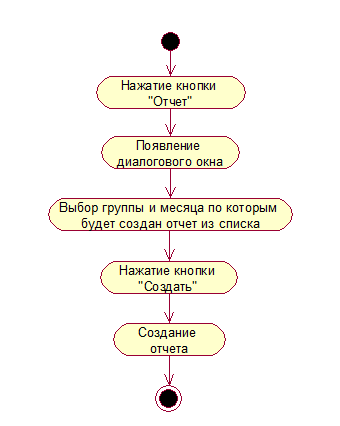 Нажатие кнопки
"Отчет"
Появление
диалогового окна
Выбор группы и месяца по которым
будет создан отчет из списка
Нажатие кнопки
"Создать"
Создание
отчета